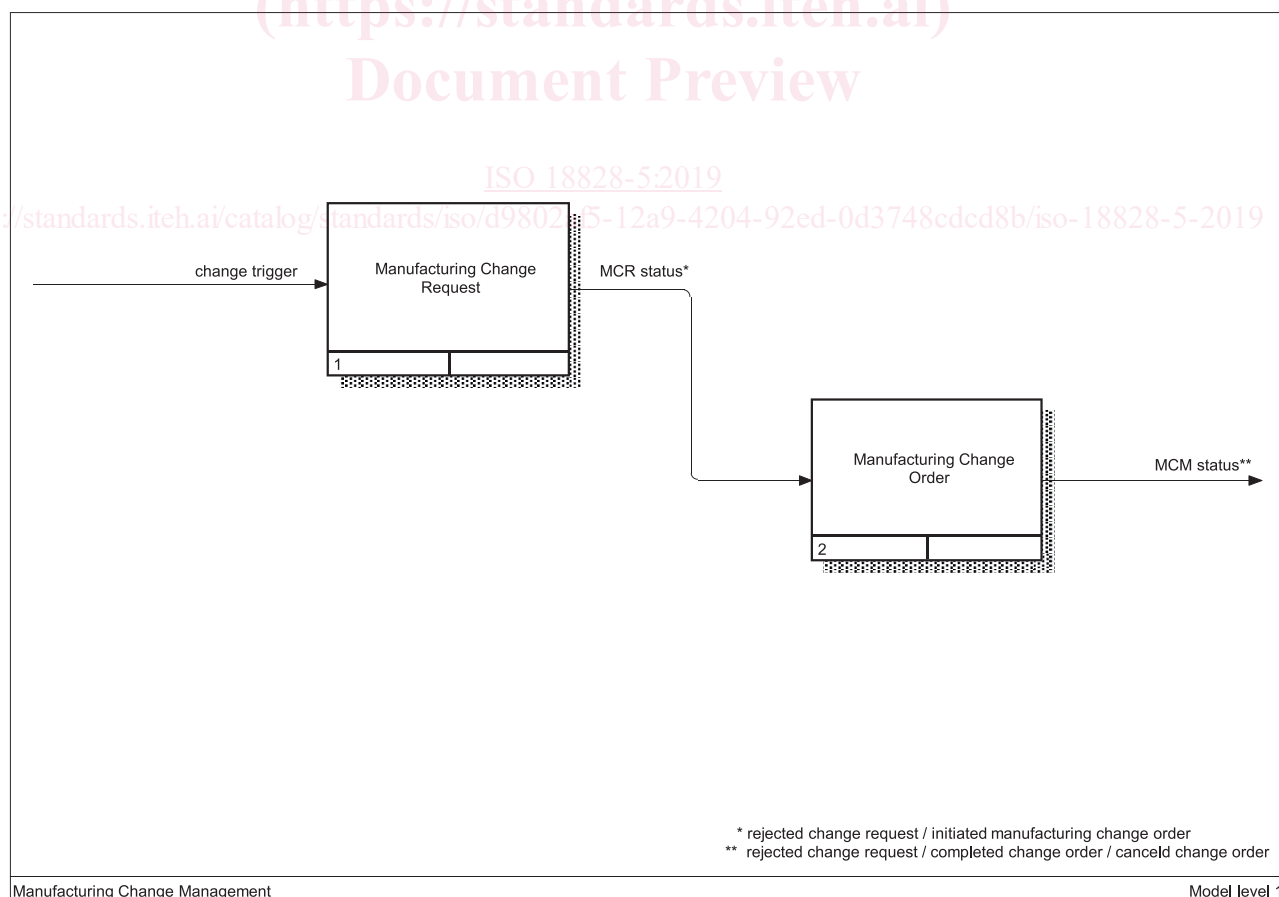 (https://standards.iteh.ai)
Document Preview
ISO 18828-5:2019
://standards.iteh.ai/catalog/standards/iso/d9802 f5-12a9-4204-92ed-0d3748cdcd8b/iso-18828-5-2019
change trigger
Manufacturing Change
Request
1
MCR status*
Manufacturing Change
Order
2
MCM status**
* rejected change request / initiated manufacturing change order
** rejected change request / completed change order / canceld change order
Manufacturing Change Management
Model level 1